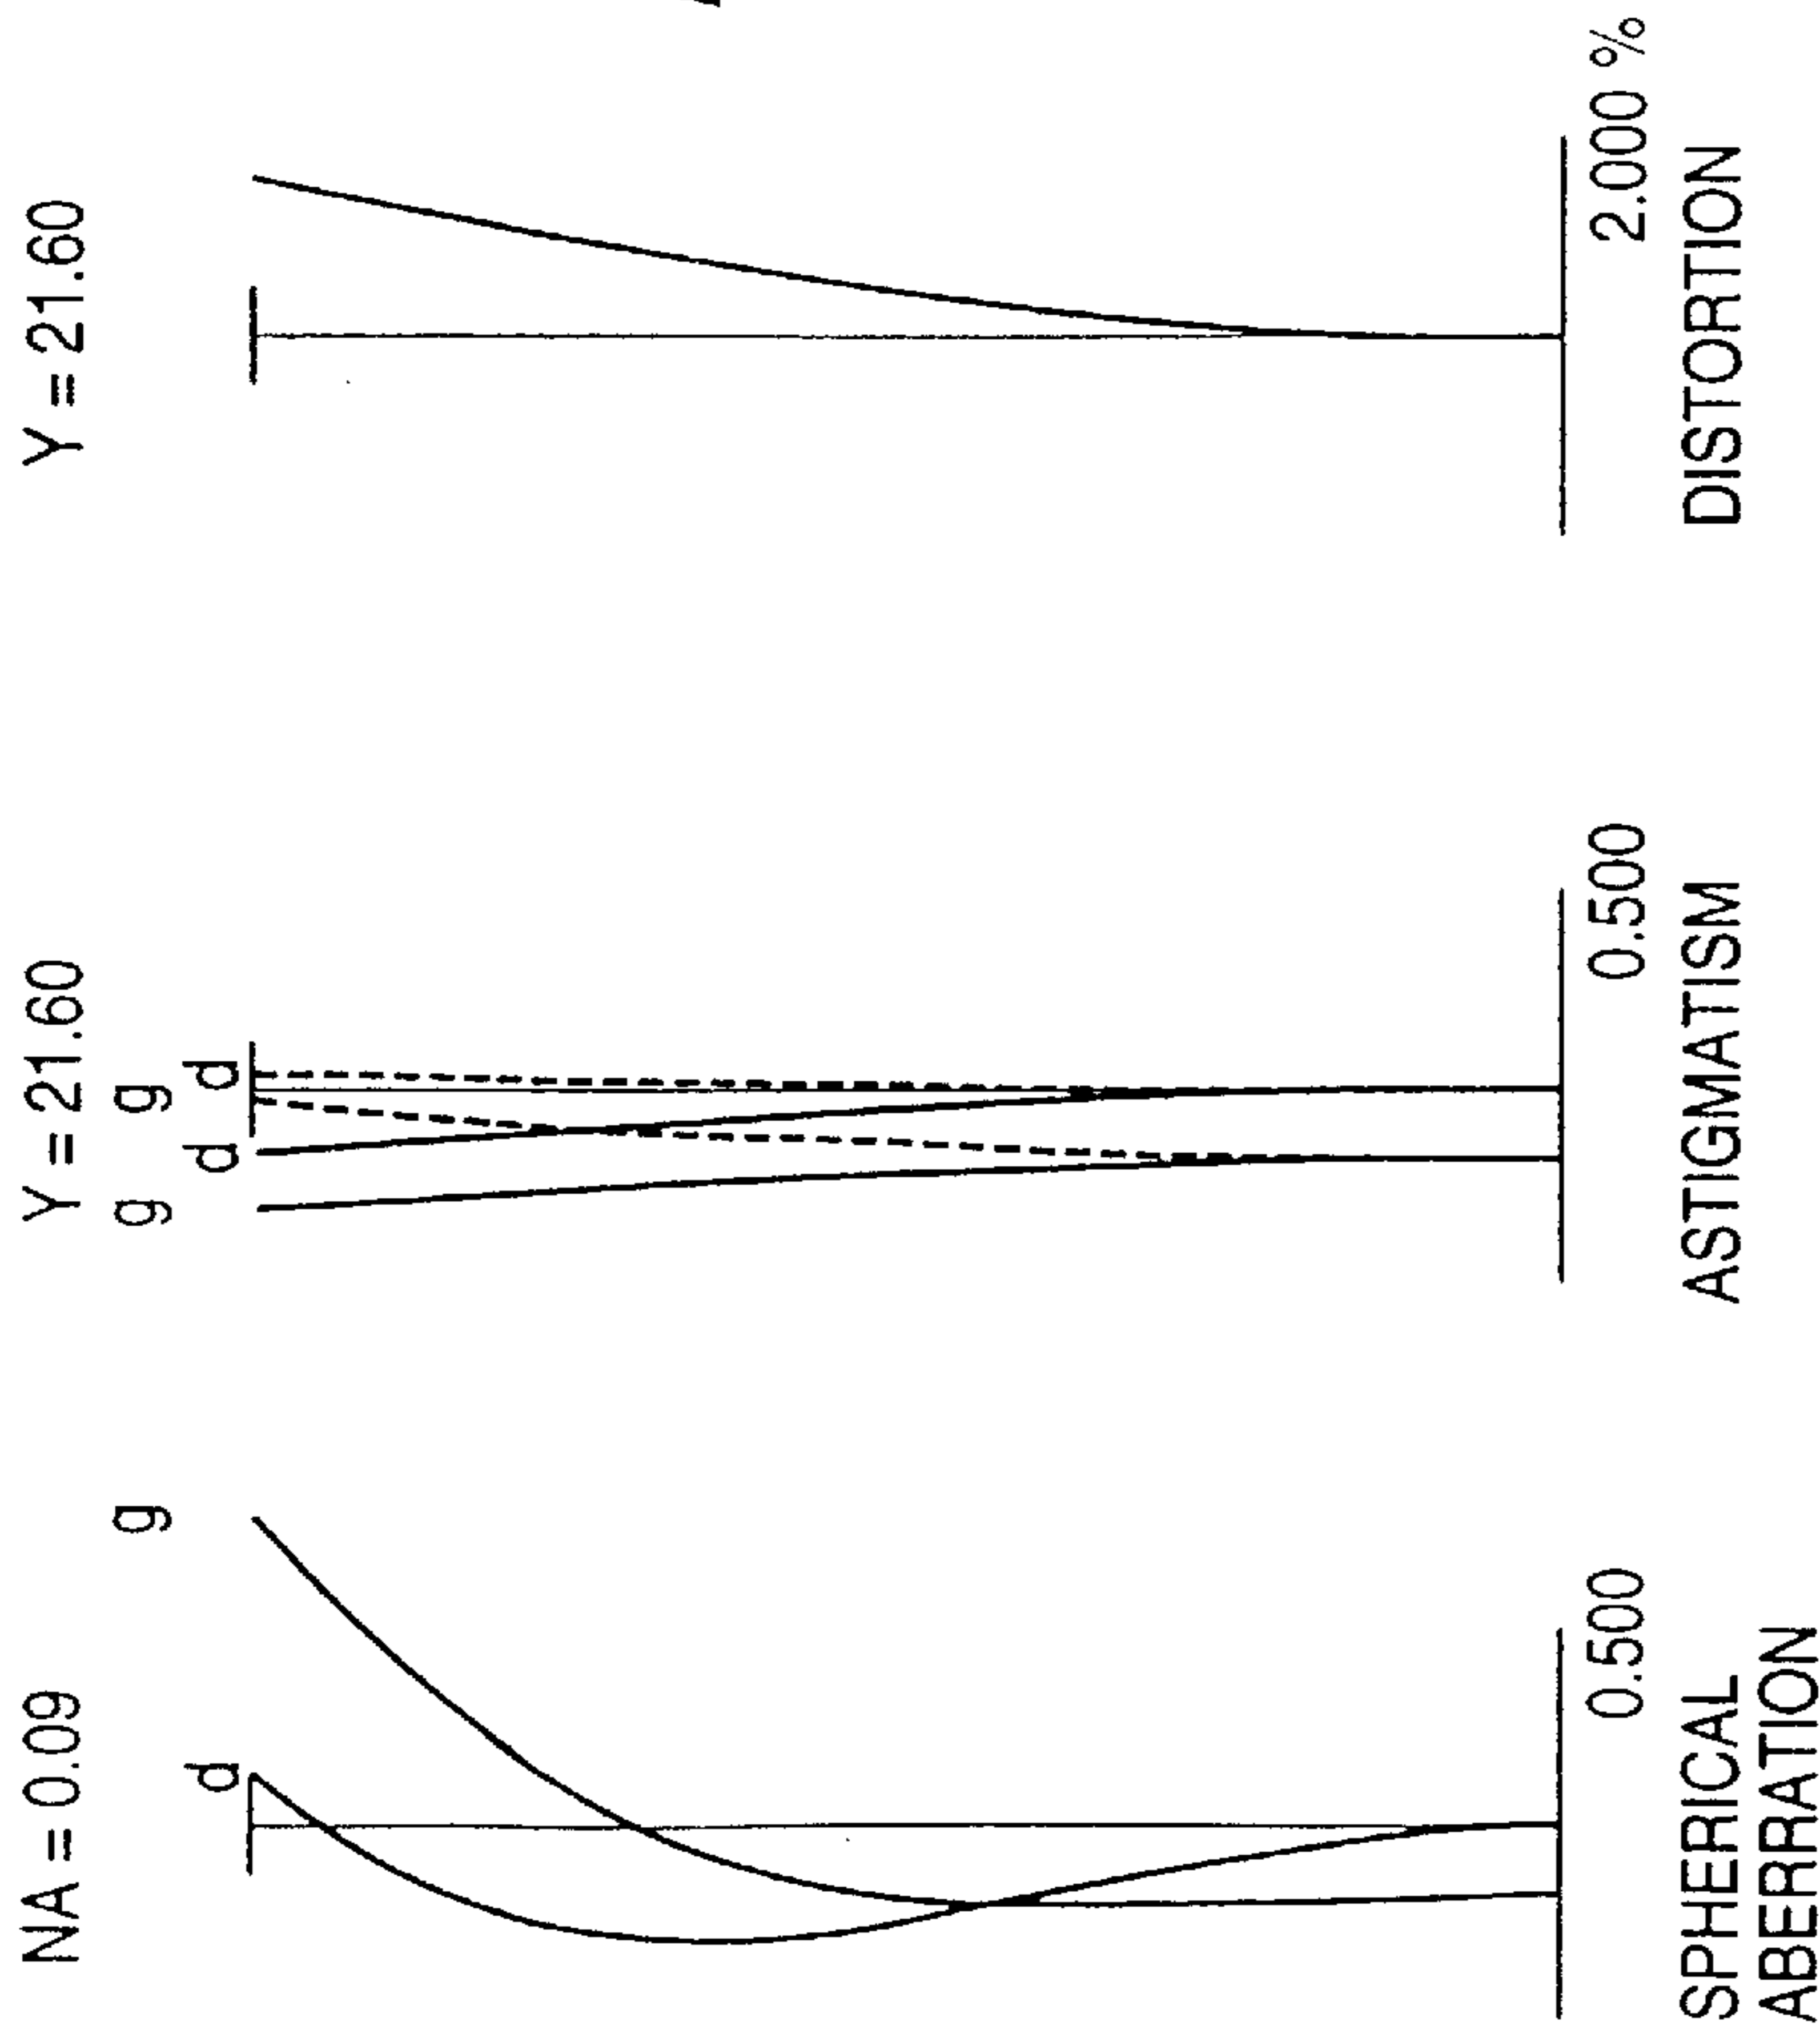 NA = 0.09
d
g
0.500
SPHERICAL
ABERRATION
Y = 21.60
g
d
g
d
0.500
ASTIGMATISM
Y = 21.60
2.000 %
DISTORTION